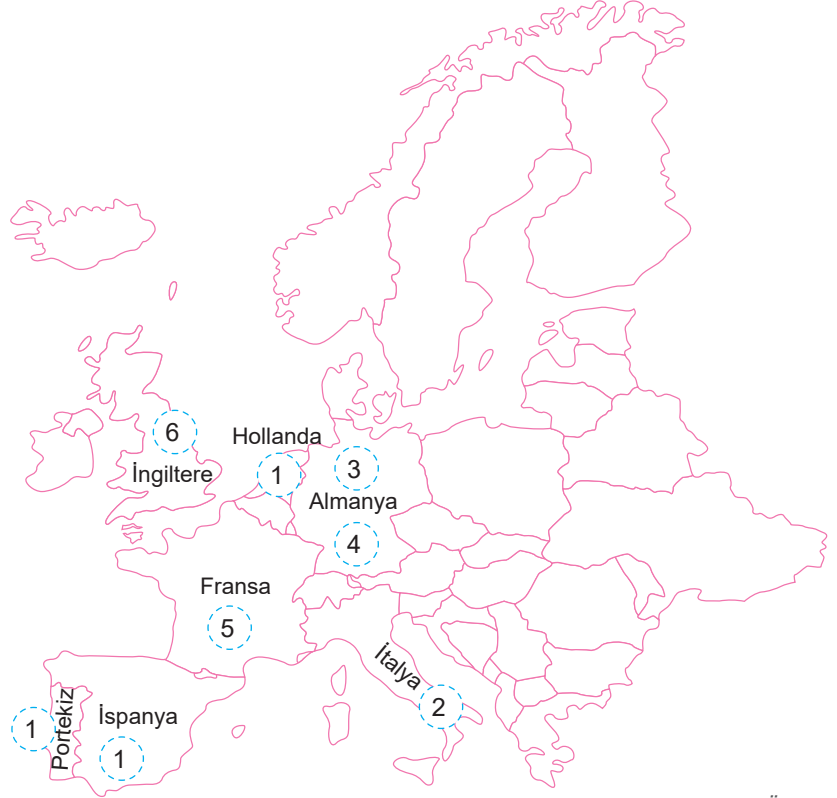 6
İngiltere
Hollanda
1
3
Almanya
4
Fransa
5
İtalya
2
1
Portekiz
İspanya
1
Ü